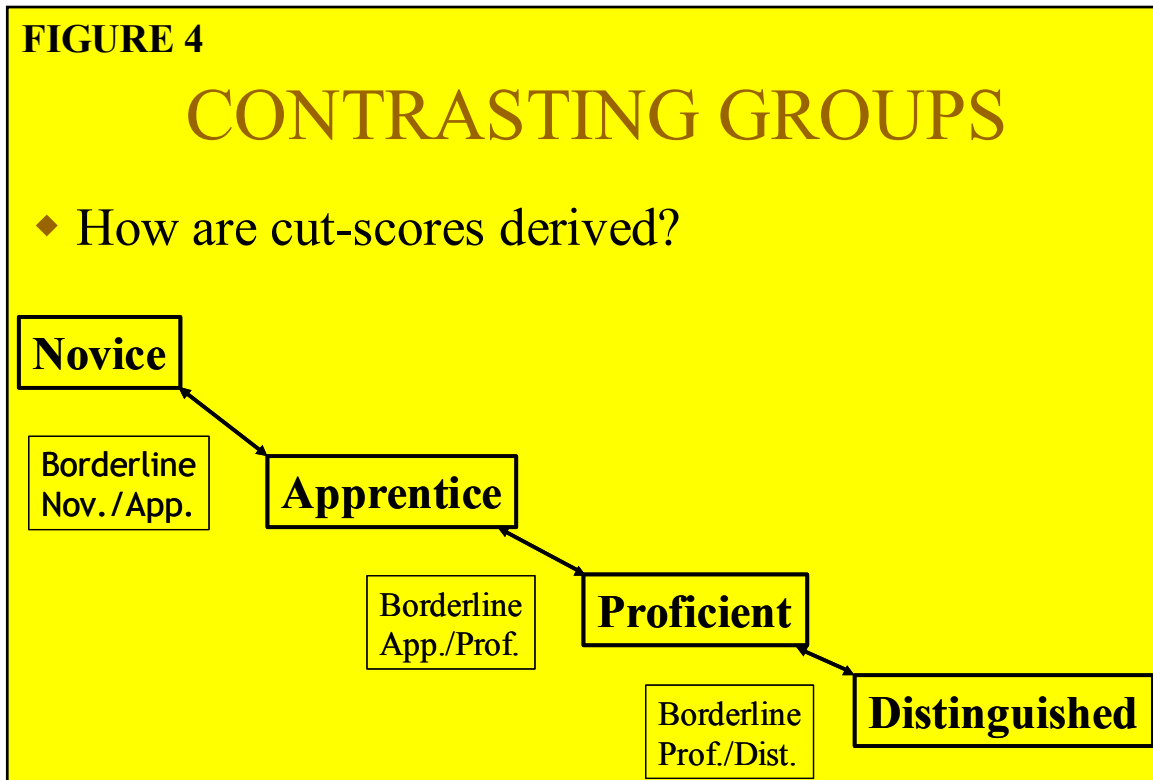 FIGURE 4
CONTRASTING GROUPS
How are cut-scores derived?
Novice
Borderline
Nov./App.
Apprentice
Borderline
App./Prof.
Proficient
Borderline
Prof./Dist.
Distinguished